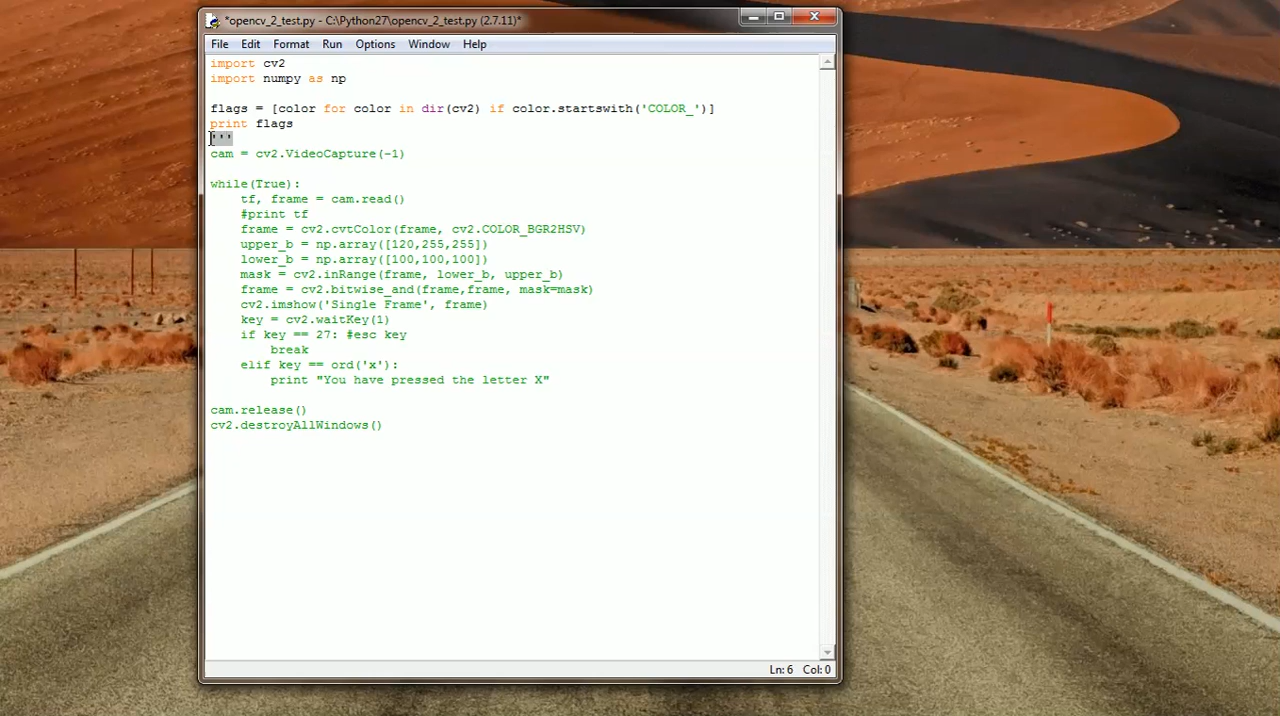 *opencv_2_test.py - C:\Python27\opencv_2_test.py (2.7.11)*
File Edit Format Run Options Window Help
import cv2
import numpy as np
flags = [color for color in dir(cv2) if color.startswith('COLOR_')]
print flags
'''
cam = cv2.VideoCapture(-1)
while(True):
    tf, frame = cam.read()
    #print tf
    frame = cv2.cvtColor(frame, cv2.COLOR_BGR2HSV)
    upper_b = np.array([120,255,255])
    lower_b = np.array([100,100,100])
    mask = cv2.inRange(frame, lower_b, upper_b)
    frame = cv2.bitwise_and(frame,frame, mask=mask)
    cv2.imshow('Single Frame', frame)
    key = cv2.waitKey(1)
    if key == 27: #esc key
        break
    elif key == ord('x'):
        print "You have pressed the letter X"
cam.release()
cv2.destroyAllWindows()
Ln: 6 Col: 0